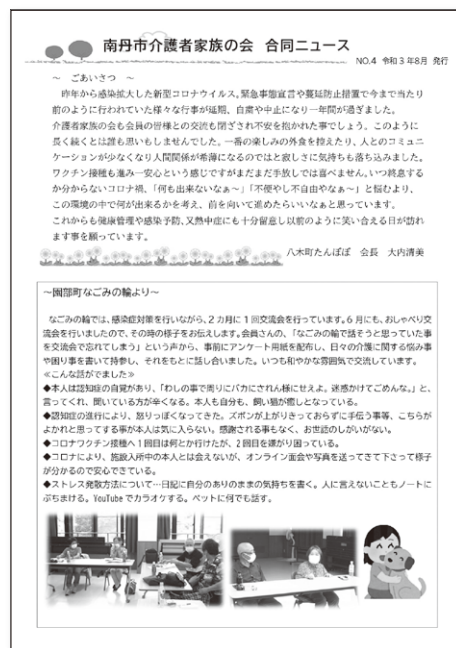 南丹市介護者家族の会 合同ニュース
NO.4 令和3年8月 発行
～ ごあいさつ ～
昨年から感染拡大した新型コロナウイルス。緊急事態宣言や蔓延防止措置で今まで当たり
前のように行われていた様々な行事が延期、自粛や中止になり一年間が過ぎました。
介護者家族の会も会員の皆様との交流も閉ざされ不安を抱かれた事でしょう。このように
長く続くとは誰も思いもしませんでした。一番の楽しみの外食を控えたり、人とのコミュニ
ケーションが少なくなり人間関係が希薄になるのではと寂しさに気持ちも落ち込みました。
ワクチン接種も進み一安心という感じですがまだまだ手放しでは喜べません。いつ終息する
か分からないコロナ禍、「何も出来ないなぁ～」「不便やし不自由やなぁ～」と悩むより、
この環境の中で何が出来るかを考え、前を向いて進めたらいいなぁと思っています。
これからも健康管理や感染予防、又熱中症にも十分留意し以前のように笑い合える日が訪れ
ます事を願っています。
八木町たんぽぽ 会長 大内清美
～園部町なごみの輪より～
なごみの輪では、感染症対策を行いながら、2カ月に1回交流会を行っています。6月にも、おしゃべり交
流会を行いましたので、その時の様子をお伝えします。会員さんの、「なごみの輪で話そうと思っていた事
を交流会で忘れてしまう」という声から、事前にアンケート用紙を配布し、日々の介護に関する悩み事
や困り事を書いて持参し、それをもとに話し合いました。いつも和やかな雰囲気で交流しています。
≪こんな話がでました≫
◆本人は認知症の自覚があり、「わしの事で周りにバカにされん様にせえよ。迷惑かけてごめんな。」と、
言ってくれ、聞いている方が辛くなる。本人も自分も、飼い猫が癒しとなっている。
◆認知症の進行により、怒りっぽくなってきた。ズボンが上がりきっておらずに手伝う事等、こちらが
よかれと思ってする事が本人は気に入らない。感謝される事もなく、お世話のしがいがない。
◆コロナワクチン接種へ1回目は何とか行けたが、2回目を嫌がり困っている。
◆コロナにより、施設入所中の本人とは会えないが、オンライン面会や写真を送ってきて下さって様子
が分かるので安心できている。
◆ストレス発散方法について…日記に自分のありのままの気持ちを書く。人に言えないこともノートに
ぶちまける。YouTubeでカラオケする。ペットに何でも話す。